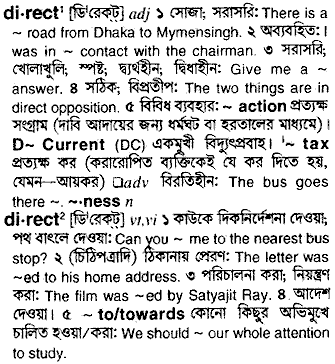 di·rect¹ [ডি'রেকট্] adj ১ সোজা; সরাসরি: There is a
~ road from Dhaka to Mymensingh. ২ অব্যবহিত: I
was in ~ contact with the chairman. ৩ সরাসরি;
খোলাখুলি; স্পষ্ট; দ্ব্যর্থহীন; দ্বিধাহীন: Give me a ~
answer. ৪ সঠিক; বিপ্রতীপ: The two things are in
direct opposition. ৫ বিবিধ ব্যবহার: ~ action প্রত্যক্ষ
সংগ্রাম (দাবি আদায়ের জন্য ধর্মঘট বা হরতালের মাধ্যমে)।
D~ Current (DC) একমুখী বিদ্যুৎপ্রবাহ। '~ tax
প্রত্যক্ষ কর (করারোপিত ব্যক্তিকেই যে কর দিতে হয়,
যেমন—আয়কর) □adv বিরতিহীন: The bus goes
there ~. ~·ness n
di·rect² [ডি'রেকট্] vt,vi ১ কাউকে দিকনির্দেশনা দেওয়া;
পথ বাৎলে দেওয়া: Can you ~ me to the nearest bus
stop? ২ (চিঠিপত্রাদি) ঠিকানায় প্রেরণ: The letter was
~ed to his home address. ৩ পরিচালনা করা; নিয়ন্ত্রণ
করা: The film was ~ed by Satyajit Ray. ৪ আদেশ
দেওয়া। ৫ ~ to/towards কোনো কিছুর অভিমুখে
চালিত হওয়া/করা: We should ~ our whole attention
to study.